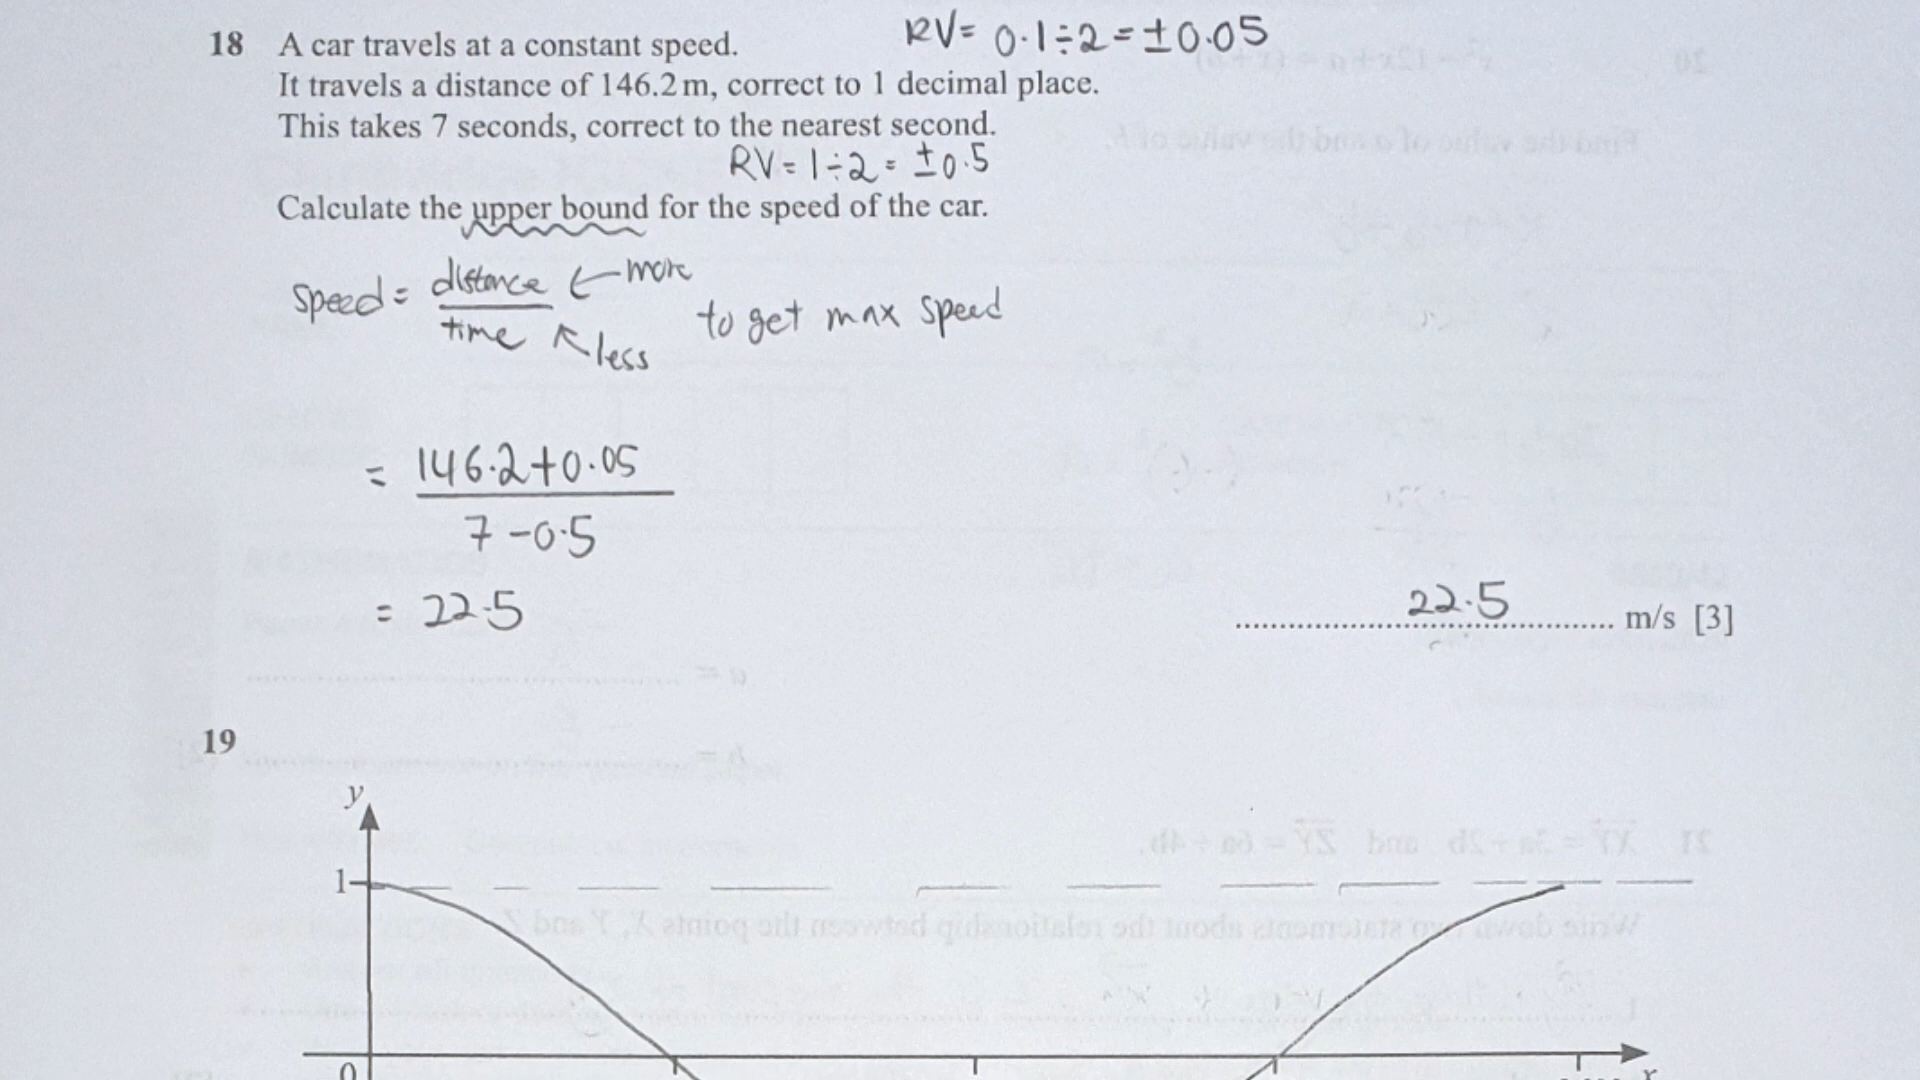 RV= 0.1÷2=±0.05
18 A car travels at a constant speed.
It travels a distance of 146.2 m, correct to 1 decimal place.
This takes 7 seconds, correct to the nearest second.
RV=1÷2= ±0.5
Calculate the upper bound for the speed of the car.
speed= distance ← more
time ↖ less
to get max speed
= 146.2+0.05
7-0.5
= 22.5
22.5 m/s [3]
19
y
1
0
x